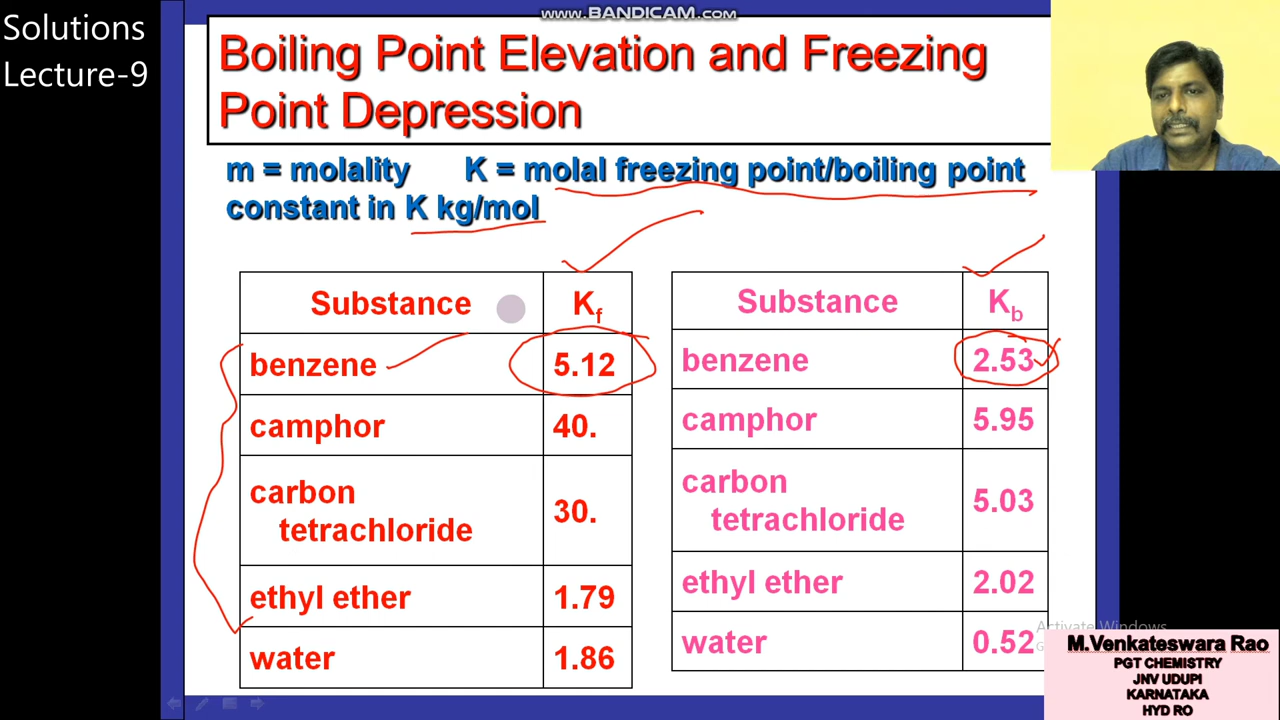 www.BANDICAM.com
Solutions
Lecture-9
Boiling Point Elevation and Freezing
Point Depression
m = molality K = molal freezing point/boiling point
constant in K kg/mol
Substance Kf
benzene 5.12
camphor 40.
carbon
tetrachloride 30.
ethyl ether 1.79
water 1.86
Substance Kb
benzene 2.53
camphor 5.95
carbon
tetrachloride 5.03
ethyl ether 2.02
water 0.52
Activate Windows
M.Venkateswara Rao
PGT CHEMISTRY
JNV UDUPI
KARNATAKA
HYD RO